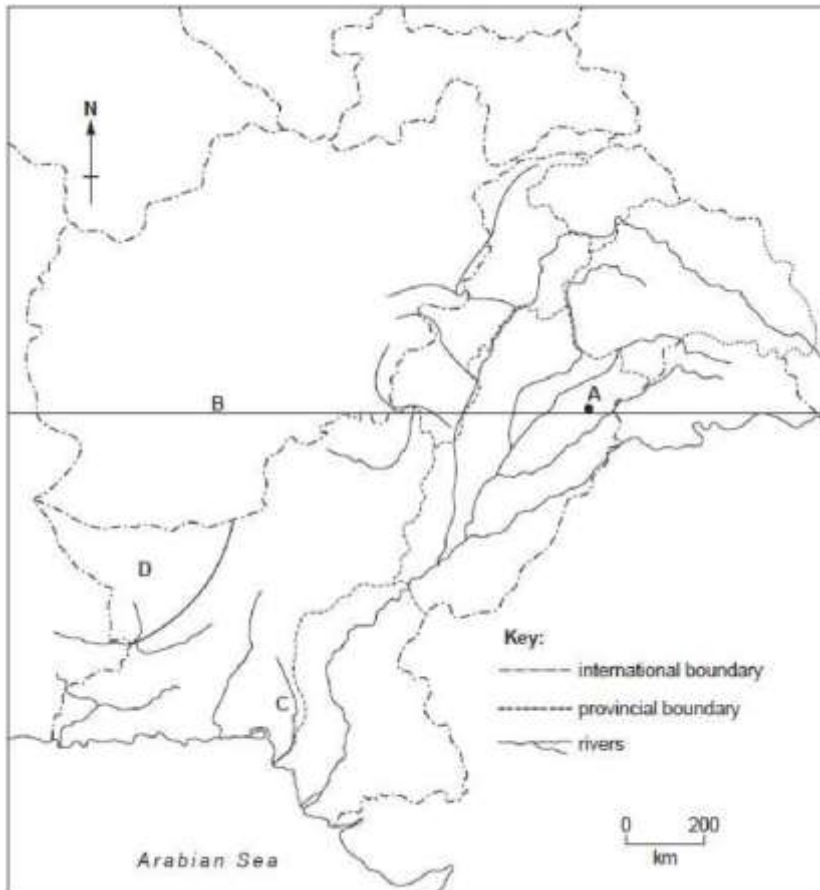 N
A
B
D
C
Key:
international boundary
provincial boundary
rivers
0 200
km
Arabian Sea